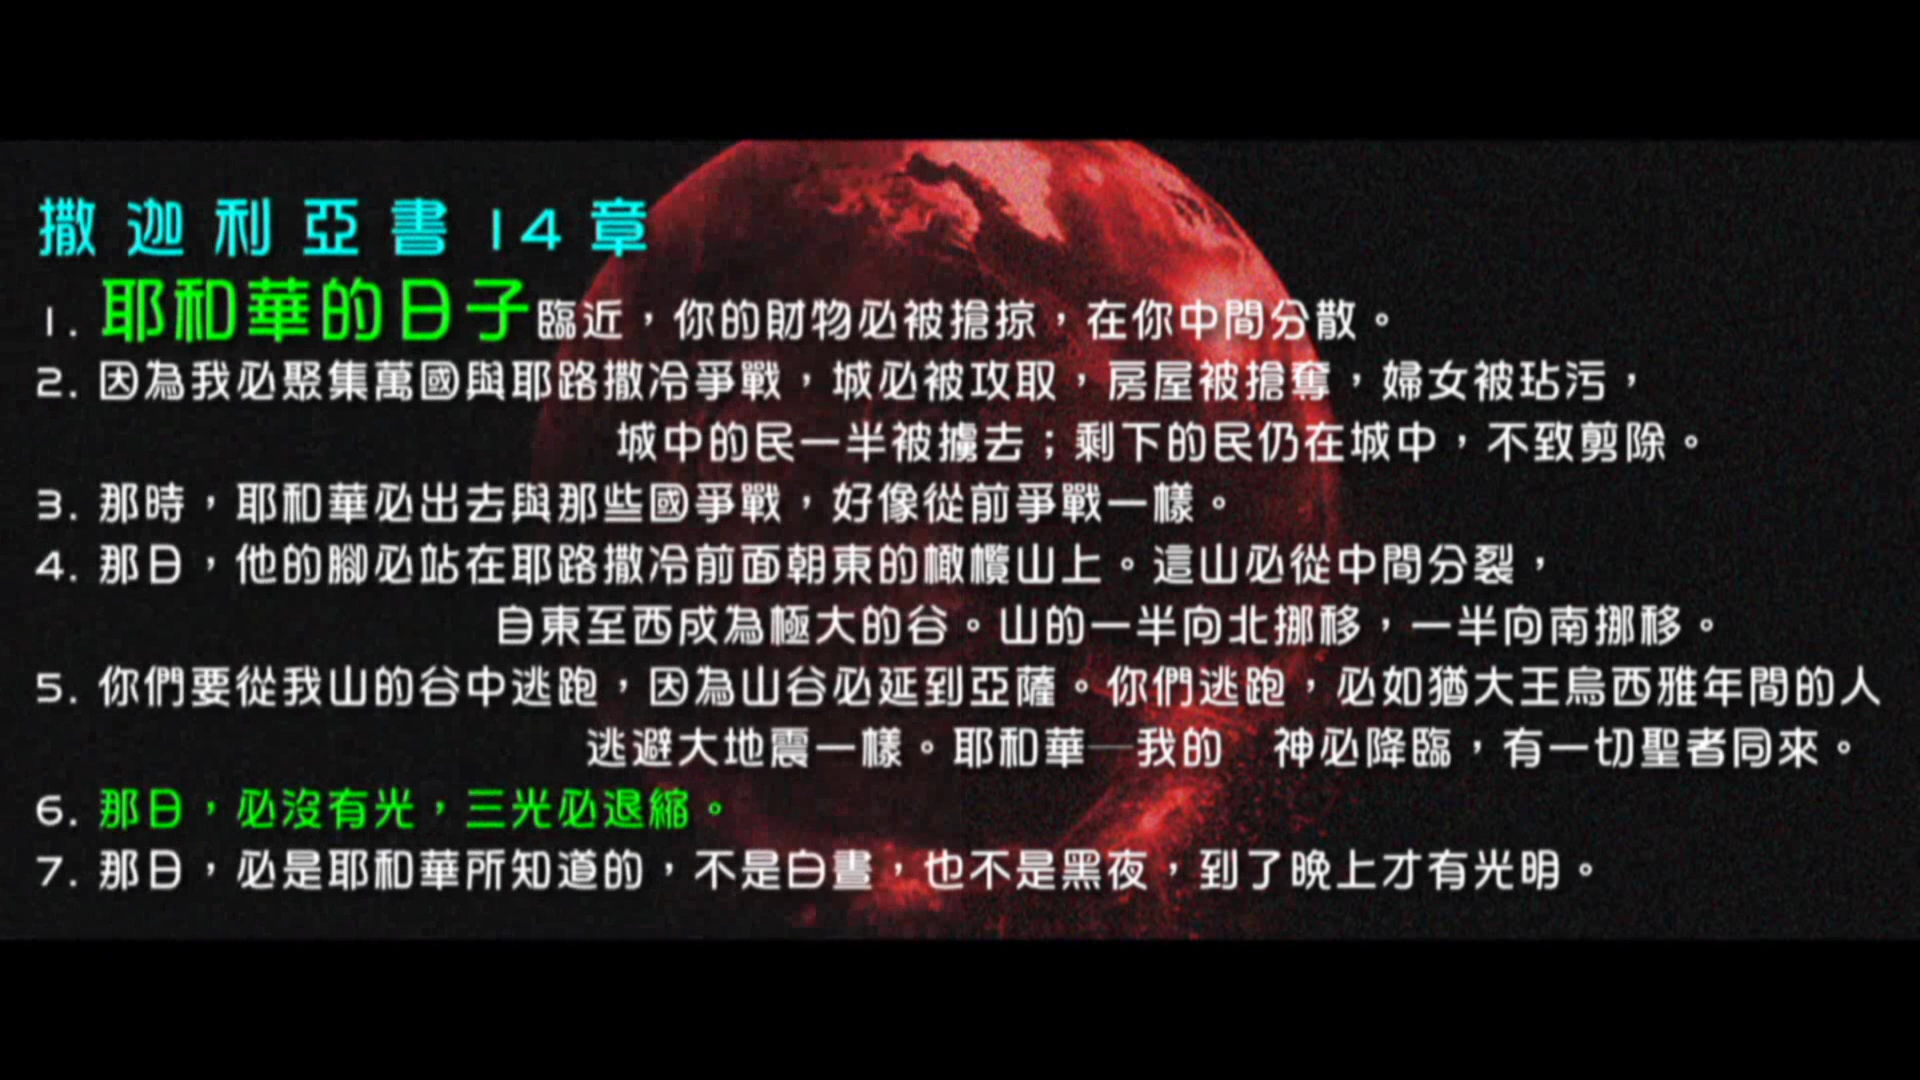 撒迦利亞書14章
1. 耶和華的日子臨近，你的財物必被搶掠，在你中間分散。
2. 因為我必聚集萬國與耶路撒冷爭戰，城必被攻取，房屋被搶奪，婦女被玷污，
城中的民一半被擄去；剩下的民仍在城中，不致剪除。
3. 那時，耶和華必出去與那些國爭戰，好像從前爭戰一樣。
4. 那日，他的腳必站在耶路撒冷前面朝東的橄欖山上。這山必從中間分裂，
自東至西成為極大的谷。山的一半向北挪移，一半向南挪移。
5. 你們要從我山的谷中逃跑，因為山谷必延到亞薩。你們逃跑，必如猶大王烏西雅年間的人
逃避大地震一樣。耶和華─我的　神必降臨，有一切聖者同來。
6. 那日，必沒有光，三光必退縮。
7. 那日，必是耶和華所知道的，不是白晝，也不是黑夜，到了晚上才有光明。